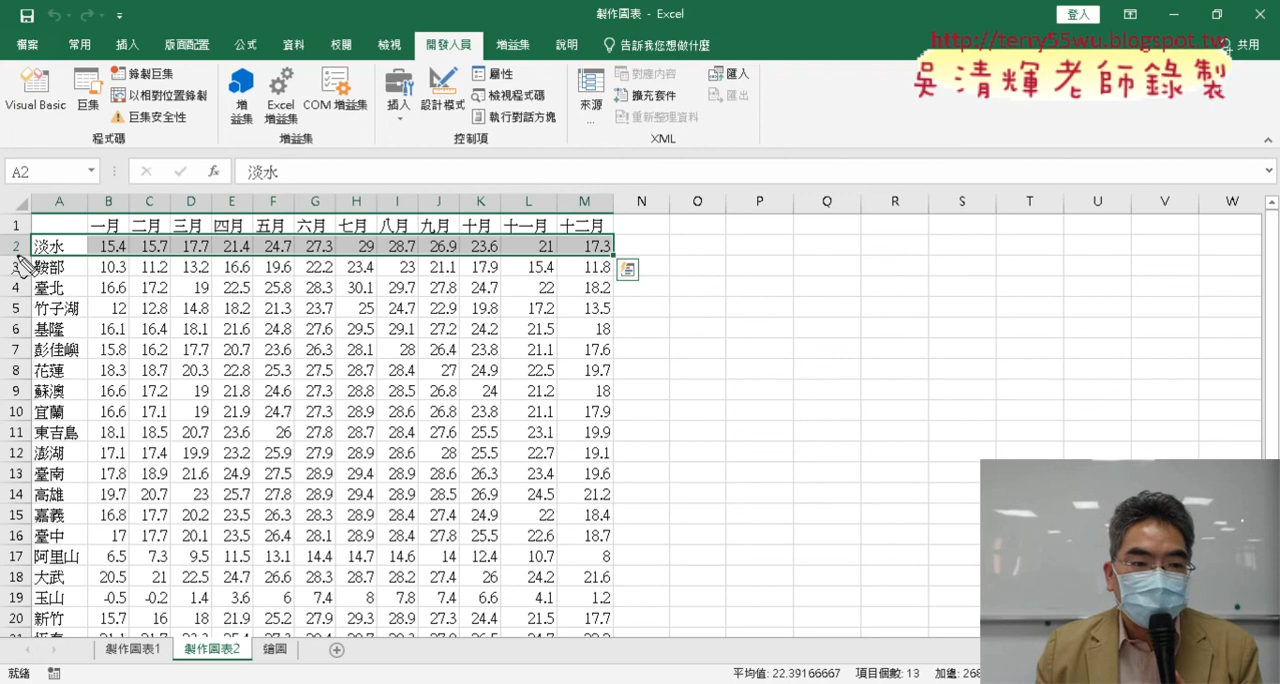 製作圖表 - Excel
登入
檔案 常用 插入 版面配置 公式 資料 校閱 檢視 開發人員 增益集 說明 告訴我您想做什麼 共用
http://terry55wu.blogspot.tw
吳清輝老師錄製
Visual Basic 巨集 錄製巨集 以相對位置錄製 巨集安全性
增益集 Excel 增益集 COM 增益集
插入 設計模式 屬性 檢視程式碼 執行對話方塊
來源... 對應內容 擴充套件 重新整理資料 匯入 匯出
程式碼 增益集 控制項 XML
A2 fx 淡水
A B C D E F G H I J K L M N O P Q R S T U V W
1 一月 二月 三月 四月 五月 六月 七月 八月 九月 十月 十一月 十二月
2 淡水 15.4 15.7 17.7 21.4 24.7 27.3 29 28.7 26.9 23.6 21 17.3
3 鞍部 10.3 11.2 13.2 16.6 19.6 22.2 23.4 23 21.1 17.9 15.4 11.8
4 臺北 16.6 17.2 19 22.5 25.8 28.3 30.1 29.7 27.8 24.7 22 18.2
5 竹子湖 12 12.8 14.8 18.2 21.3 23.7 25 24.7 22.9 19.8 17.2 13.5
6 基隆 16.1 16.4 18.1 21.6 24.8 27.6 29.5 29.1 27.2 24.2 21.5 18
7 彭佳嶼 15.8 16.2 17.7 20.7 23.6 26.3 28.1 28 26.4 23.8 21.1 17.6
8 花蓮 18.3 18.7 20.3 22.8 25.3 27.5 28.7 28.4 27 24.9 22.5 19.7
9 蘇澳 16.6 17.2 19 21.8 24.6 27.3 28.8 28.5 26.8 24 21.2 18
10 宜蘭 16.6 17.1 19 21.9 24.7 27.3 28.9 28.6 26.8 23.8 21.1 17.9
11 東吉島 18.1 18.5 20.7 23.6 26 27.8 28.7 28.4 27.6 25.5 23.1 19.9
12 澎湖 17.1 17.4 19.9 23.2 25.9 27.9 28.9 28.6 28 25.5 22.7 19.1
13 臺南 17.8 18.9 21.6 24.9 27.5 28.9 29.4 28.9 28.6 26.3 23.4 19.6
14 高雄 19.7 20.7 23 25.7 27.8 28.9 29.4 28.9 28.5 26.9 24.5 21.2
15 嘉義 16.8 17.7 20.2 23.5 26.3 28.3 28.9 28.4 27.4 24.9 22 18.4
16 臺中 17 17.7 20.1 23.5 26.4 28.1 28.9 28.4 27.8 25.5 22.6 18.7
17 阿里山 6.5 7.3 9.5 11.5 13.1 14.4 14.7 14.6 14 12.4 10.7 8
18 大武 20.5 21 22.5 24.7 26.6 28.3 28.7 28.2 27.4 26 24.2 21.6
19 玉山 -0.5 -0.2 1.4 3.6 6 7.4 8 7.8 7.4 6.6 4.1 1.2
20 新竹 15.7 16 18 21.9 25.2 27.9 29.3 28.9 27.4 24.4 21.5 17.7
製作圖表1 製作圖表2 繪圖
就緒 平均值: 22.39166667 項目個數: 13 加總: 268